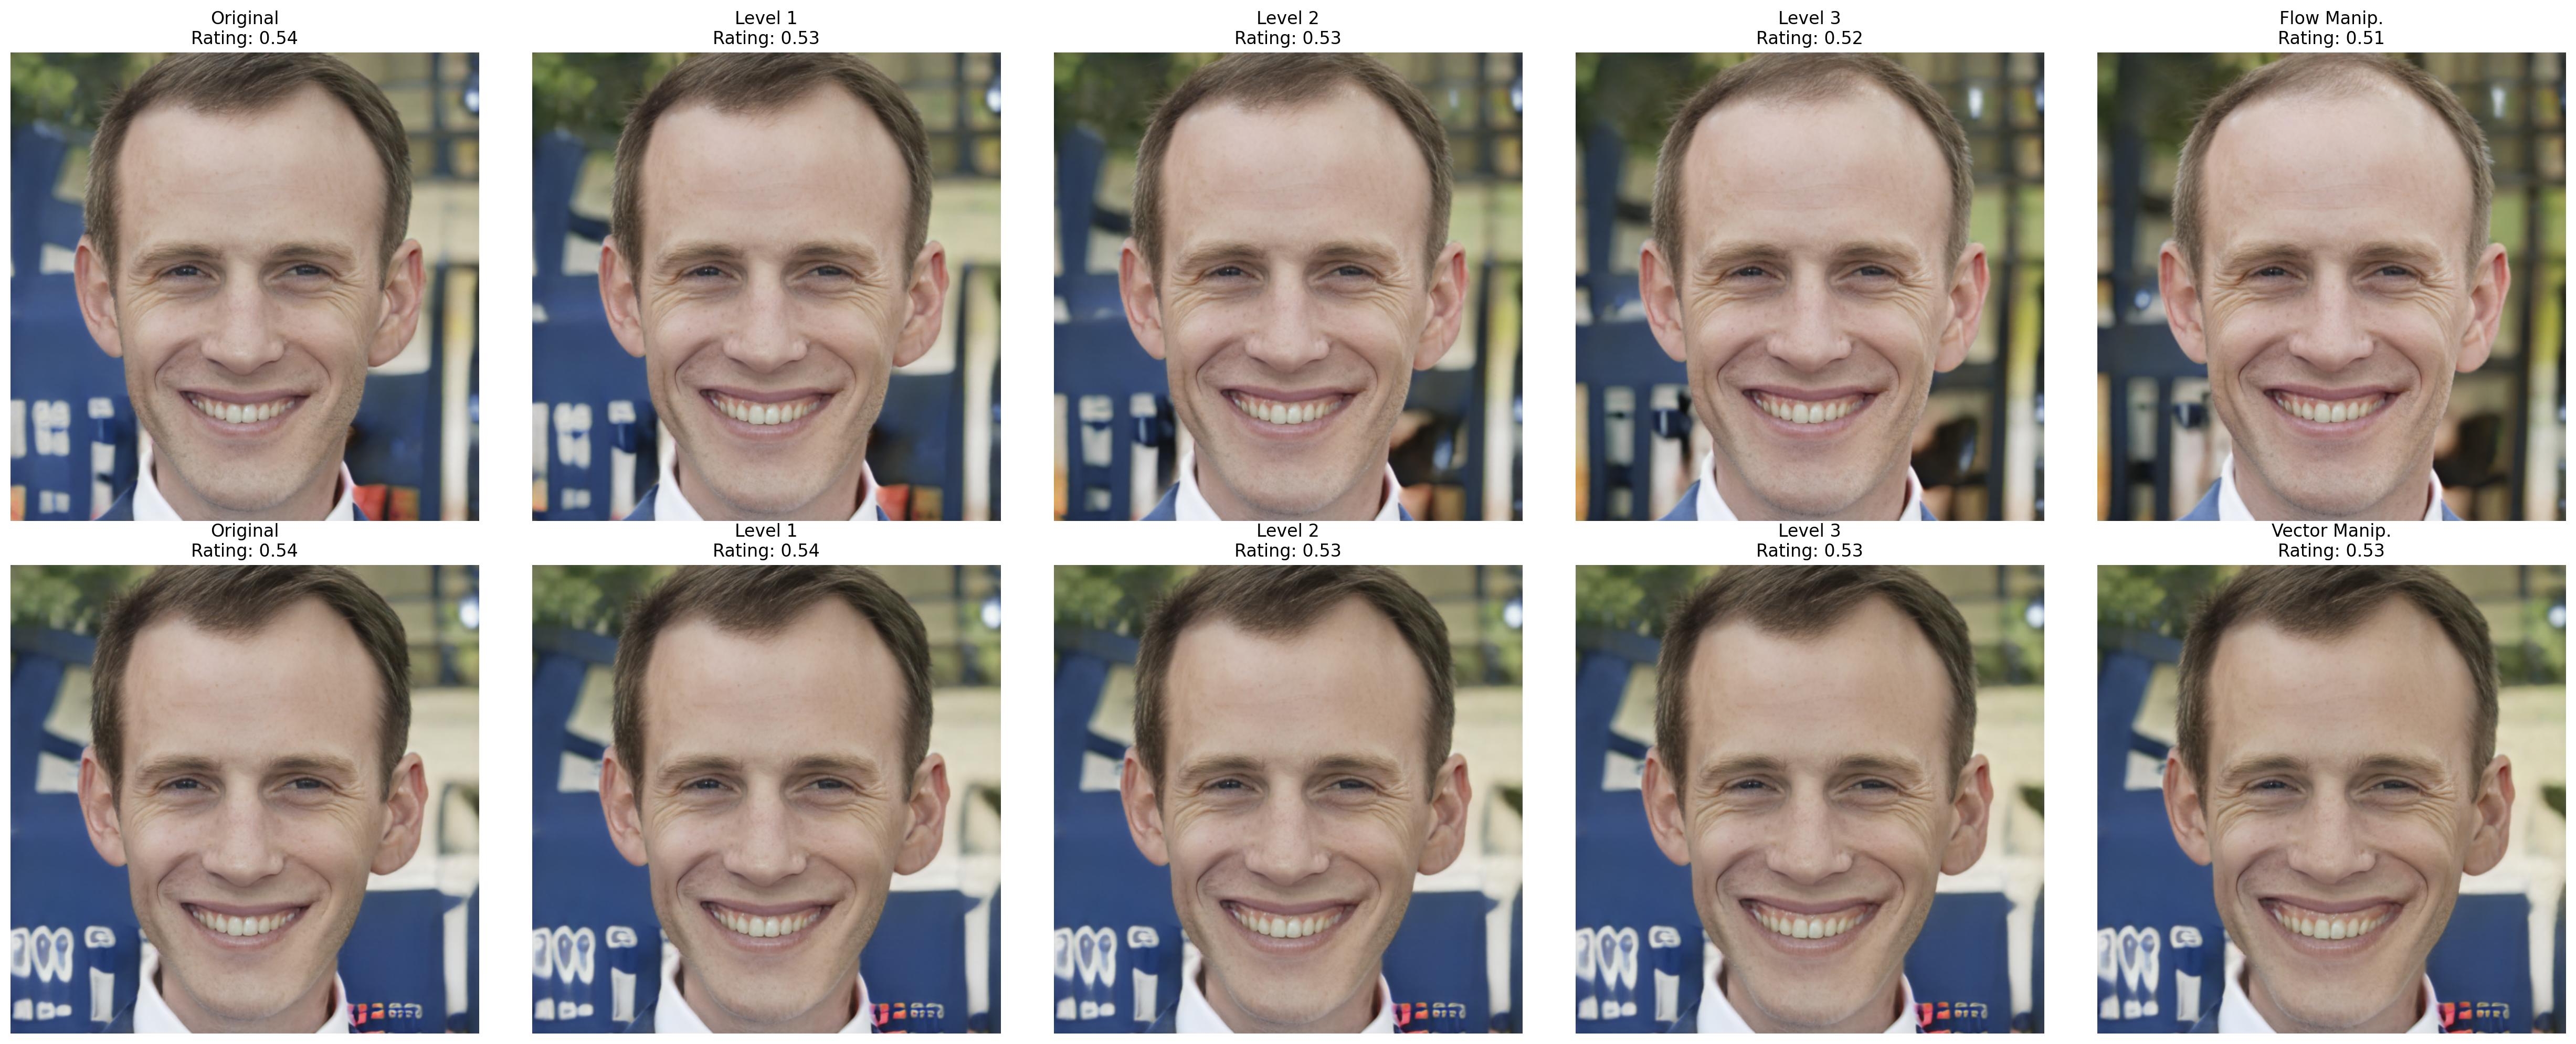 Original
Rating: 0.54
Level 1
Rating: 0.53
Level 2
Rating: 0.53
Level 3
Rating: 0.52
Flow Manip.
Rating: 0.51
Original
Rating: 0.54
Level 1
Rating: 0.54
Level 2
Rating: 0.53
Level 3
Rating: 0.53
Vector Manip.
Rating: 0.53